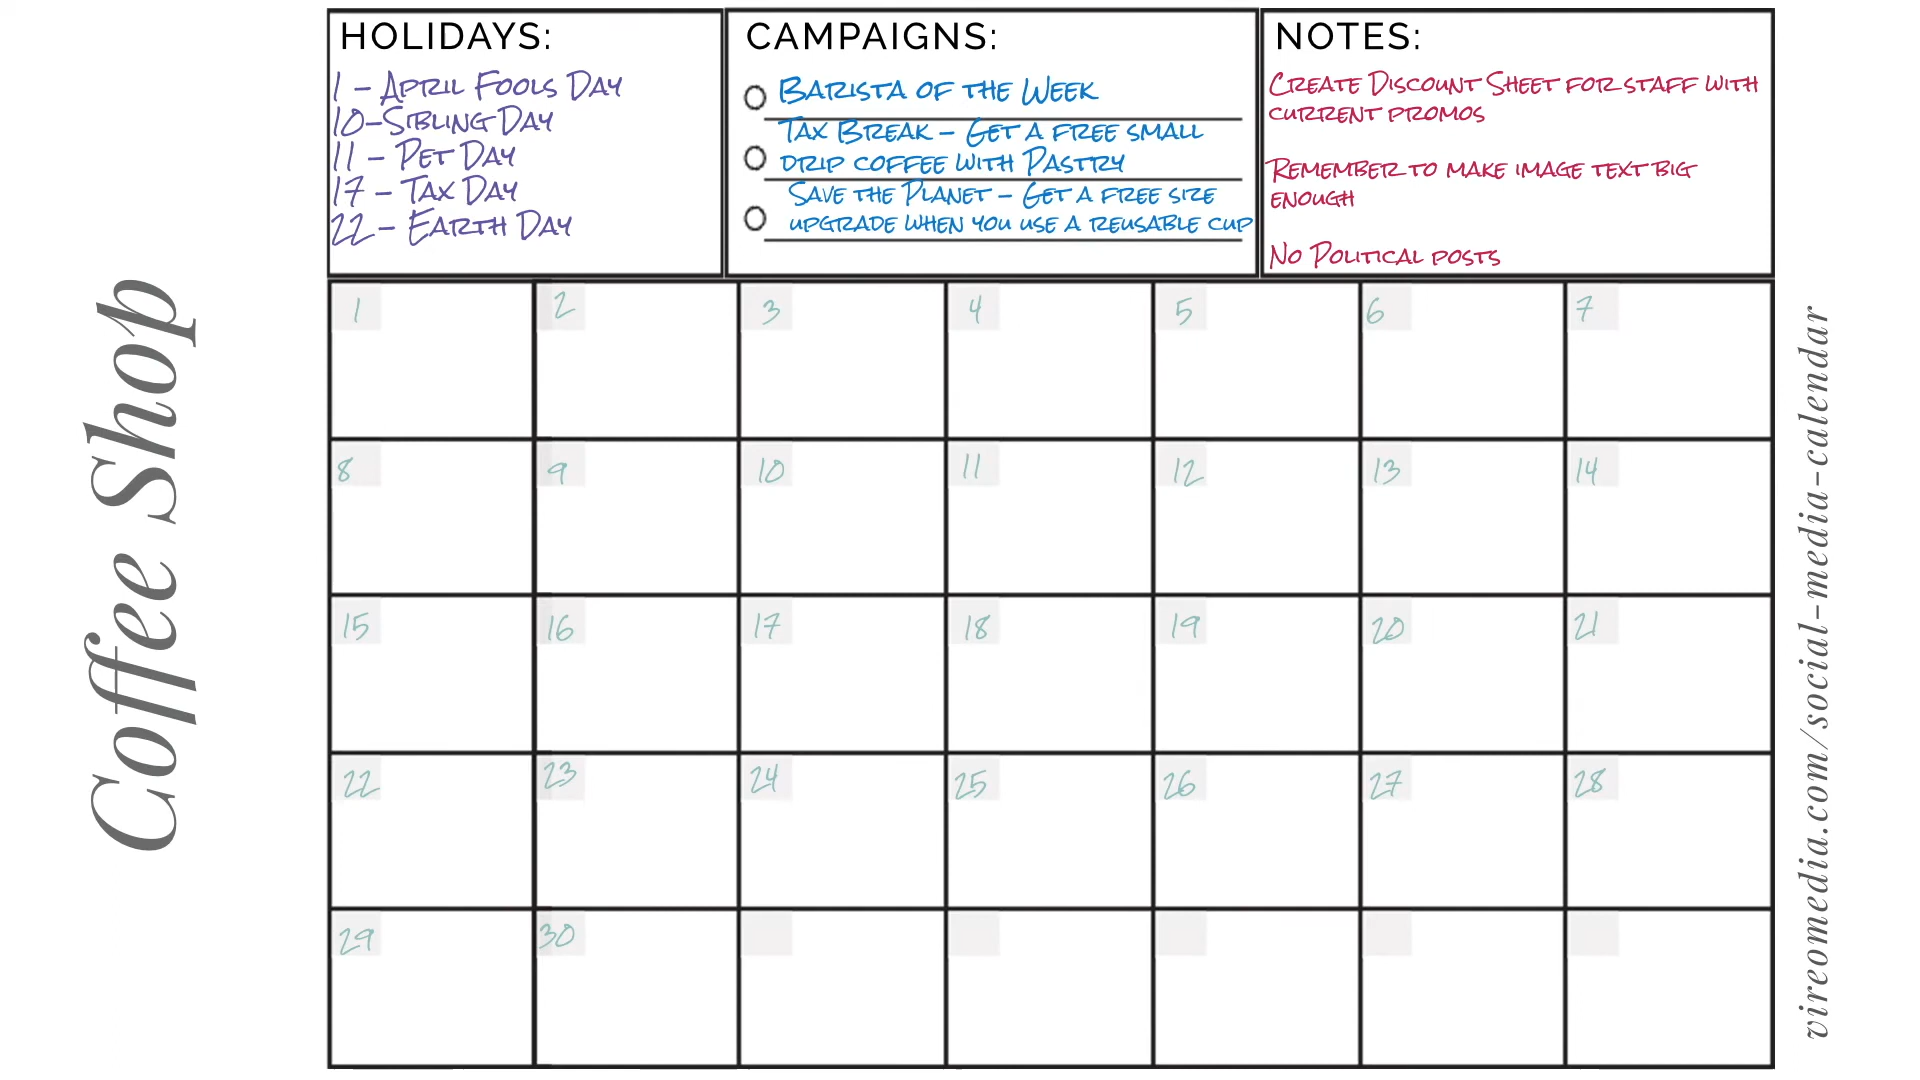 Coffee Shop
HOLIDAYS:
1 - April Fools Day
10-Sibling Day
11 - Pet Day
17 - Tax Day
22 - Earth Day
CAMPAIGNS:
Barista of the Week
Tax Break - Get a free small
drip coffee with Pastry
Save the Planet - Get a free size
upgrade when you use a reusable cup
NOTES:
Create Discount Sheet for staff with
current promos
Remember to make image text big
enough
No Political posts
1 2 3 4 5 6 7
8 9 10 11 12 13 14
15 16 17 18 19 20 21
22 23 24 25 26 27 28
29 30
vireomedia.com/social-media-calendar